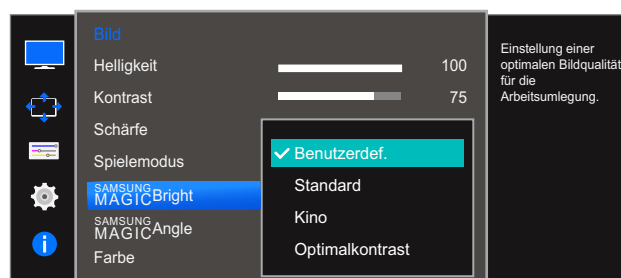 Bild
Helligkeit 100
Kontrast 75
Schärfe
Spielemodus
SAMSUNG
MAGICBright
SAMSUNG
MAGICAngle
Farbe
Benutzerdef.
Standard
Kino
Optimalkontrast
Einstellung einer
optimalen Bildqualität
für die
Arbeitsumlegung.